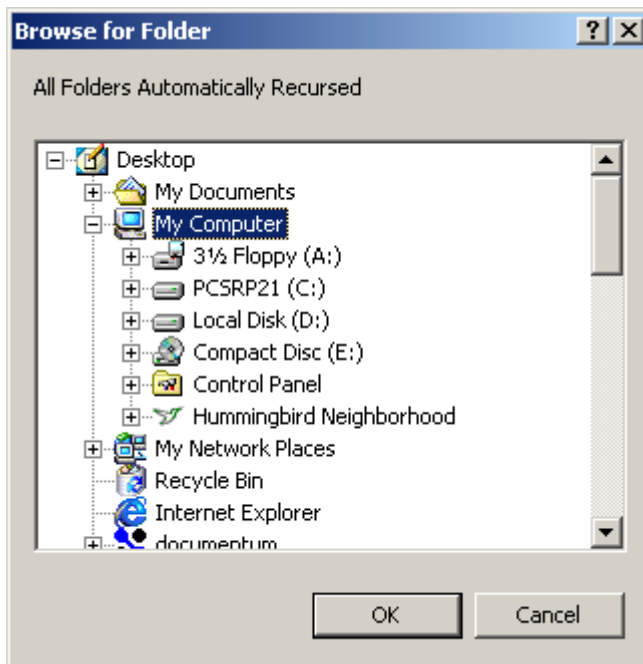 Browse for Folder
All Folders Automatically Recursed
Desktop
My Documents
My Computer
3½ Floppy (A:)
PCSRP21 (C:)
Local Disk (D:)
Compact Disc (E:)
Control Panel
Hummingbird Neighborhood
My Network Places
Recycle Bin
Internet Explorer
documentum
OK
Cancel